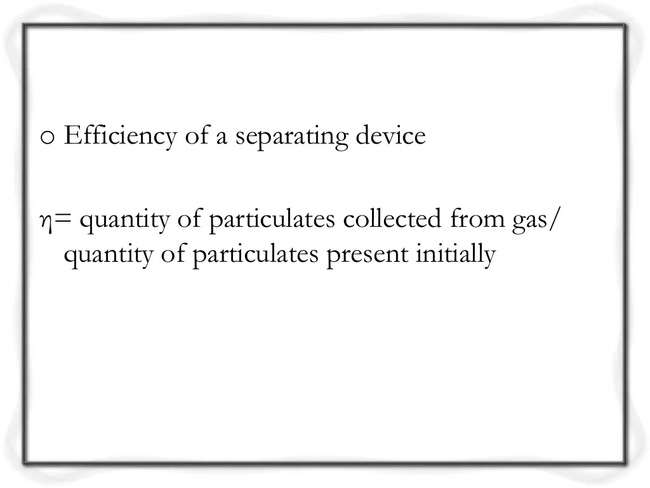 o Efficiency of a separating device
η= quantity of particulates collected from gas/
quantity of particulates present initially